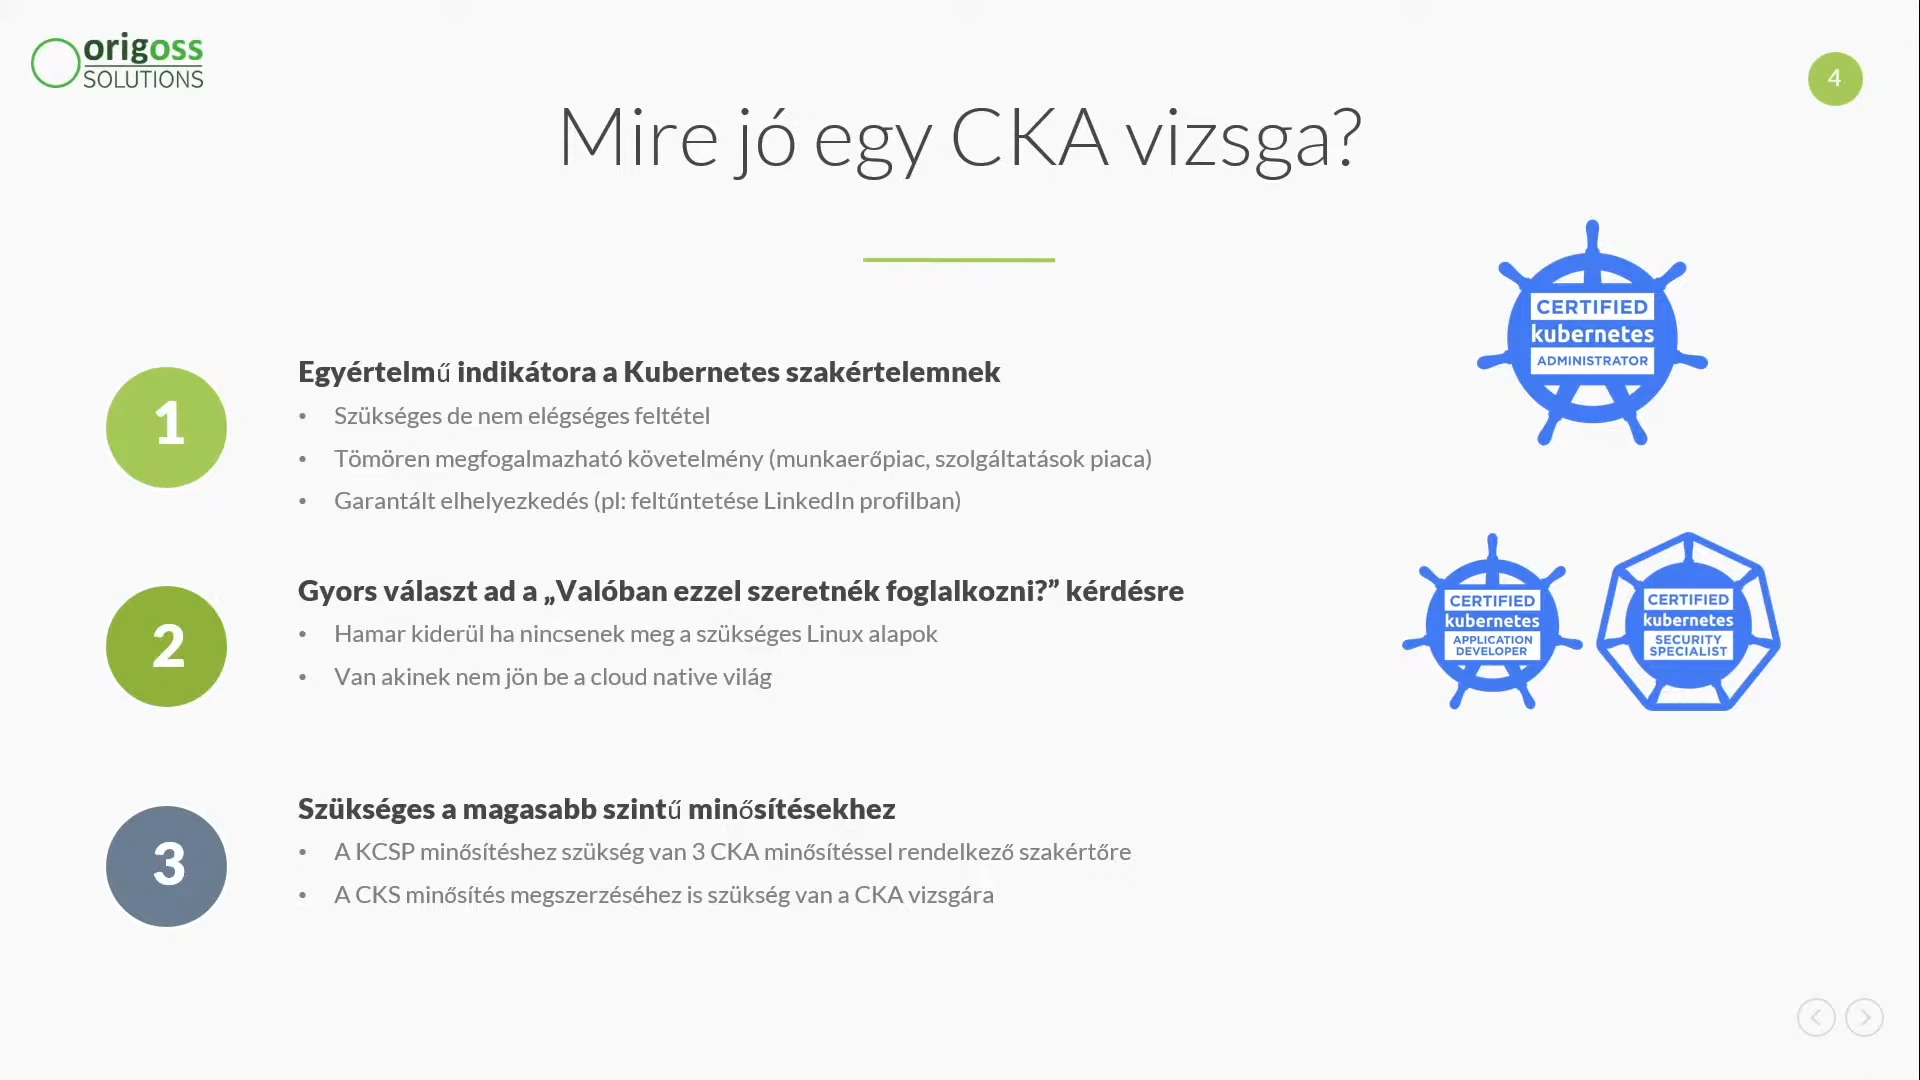 origoss
SOLUTIONS
4
Mire jó egy CKA vizsga?
1
Egyértelmű indikátora a Kubernetes szakértelemnek
• Szükséges de nem elégséges feltétel
• Tömören megfogalmazható követelmény (munkaerőpiac, szolgáltatások piaca)
• Garantált elhelyezkedés (pl: feltűntetése LinkedIn profilban)
CERTIFIED
kubernetes
ADMINISTRATOR
2
Gyors választ ad a „Valóban ezzel szeretnék foglalkozni?” kérdésre
• Hamar kiderül ha nincsenek meg a szükséges Linux alapok
• Van akinek nem jön be a cloud native világ
CERTIFIED
kubernetes
APPLICATION
DEVELOPER
CERTIFIED
kubernetes
SECURITY
SPECIALIST
3
Szükséges a magasabb szintű minősítésekhez
• A KCSP minősítéshez szükség van 3 CKA minősítéssel rendelkező szakértőre
• A CKS minősítés megszerzéséhez is szükség van a CKA vizsgára